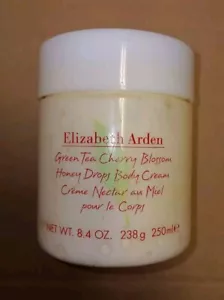 Elizabeth Arden
Green Tea Cherry Blossom
Honey Drops Body Cream
Crème Nectar au Miel
pour le Corps
NET WT. 8.4 OZ. 238g 250ml℮